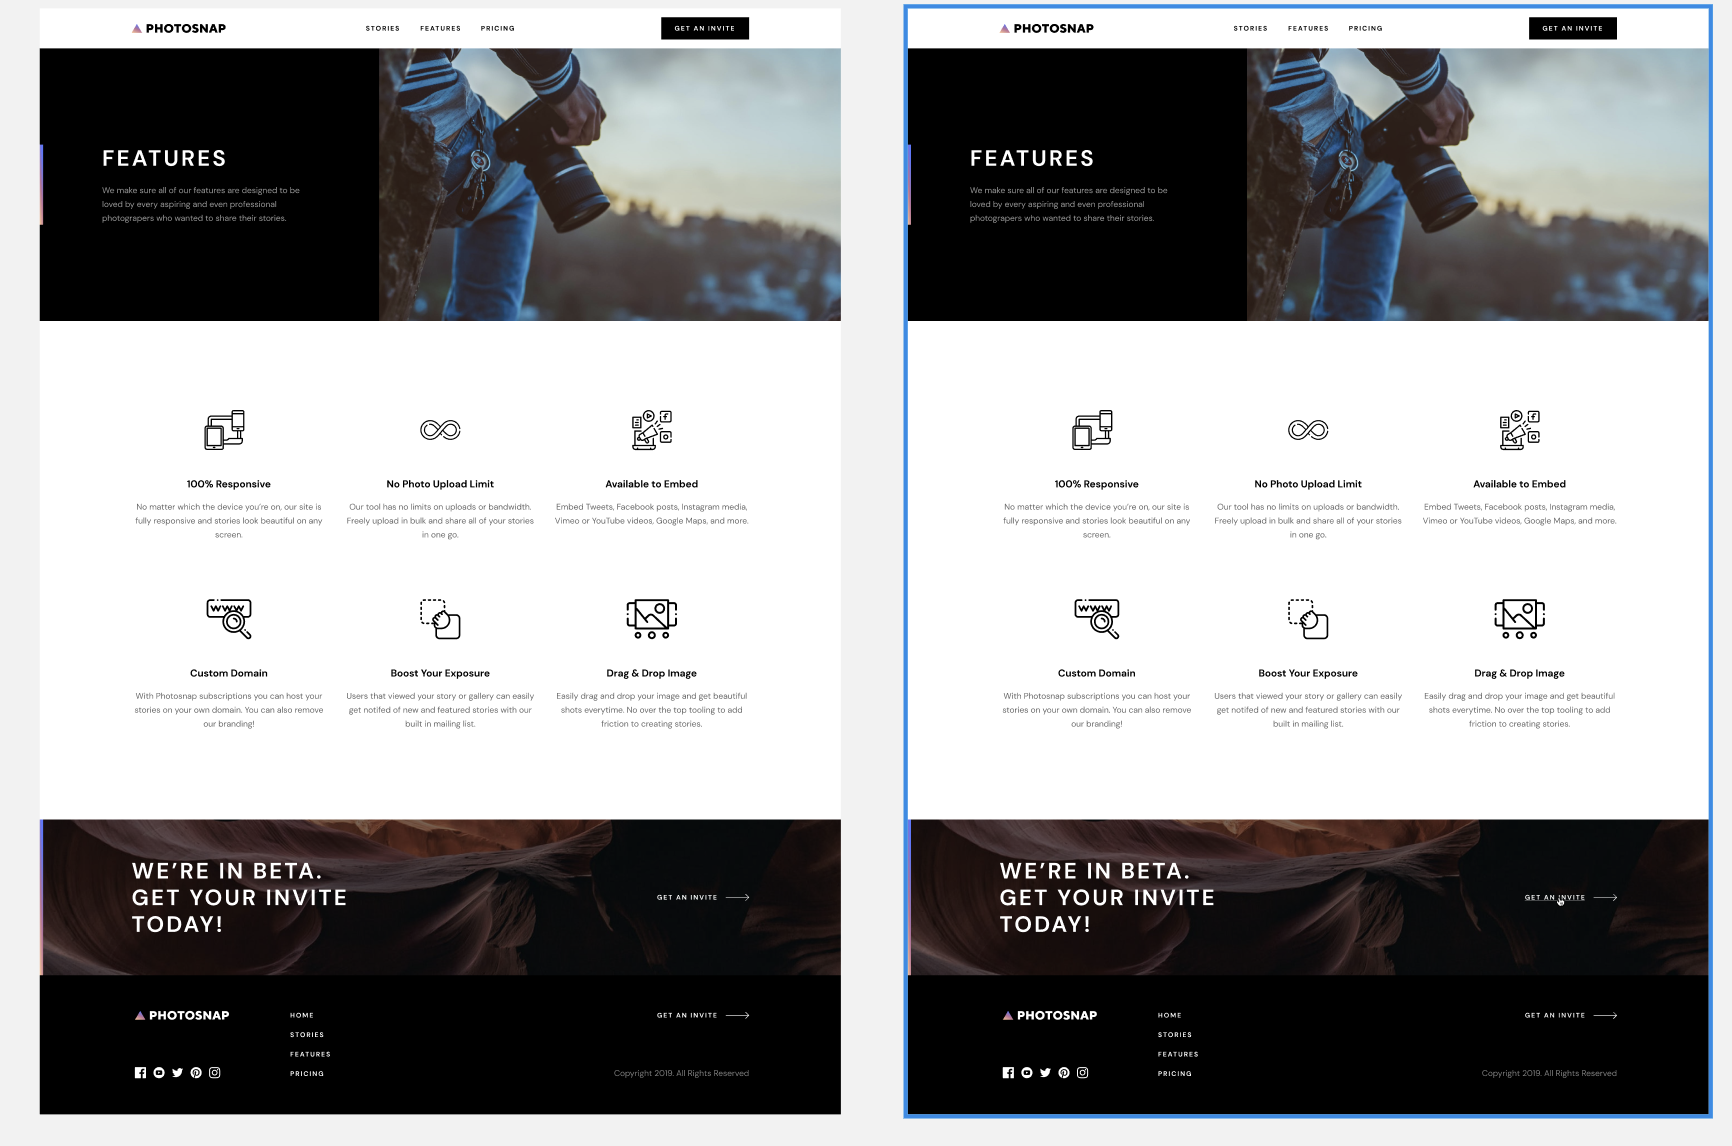 PHOTOSNAP
STORIES FEATURES PRICING
GET AN INVITE
FEATURES
We make sure all of our features are designed to be
loved by every aspiring and even professional
photograpers who wanted to share their stories.
100% Responsive
No matter which the device you're on, our site is
fully responsive and stories look beautiful on any
screen.
No Photo Upload Limit
Our tool has no limits on uploads or bandwidth.
Freely upload in bulk and share all of your stories
in one go.
Available to Embed
Embed Tweets, Facebook posts, Instagram media,
Vimeo or YouTube videos, Google Maps, and more.
WWW
Custom Domain
With Photosnap subscriptions you can host your
stories on your own domain. You can also remove
our branding!
Boost Your Exposure
Users that viewed your story or gallery can easily
get notifed of new and featured stories with our
built in mailing list.
Drag & Drop Image
Easily drag and drop your image and get beautiful
shots everytime. No over the top tooling to add
friction to creating stories.
WE'RE IN BETA.
GET YOUR INVITE
TODAY!
GET AN INVITE
PHOTOSNAP
HOME
STORIES
FEATURES
PRICING
GET AN INVITE
Copyright 2019. All Rights Reserved
PHOTOSNAP
STORIES FEATURES PRICING
GET AN INVITE
FEATURES
We make sure all of our features are designed to be
loved by every aspiring and even professional
photograpers who wanted to share their stories.
100% Responsive
No matter which the device you're on, our site is
fully responsive and stories look beautiful on any
screen.
No Photo Upload Limit
Our tool has no limits on uploads or bandwidth.
Freely upload in bulk and share all of your stories
in one go.
Available to Embed
Embed Tweets, Facebook posts, Instagram media,
Vimeo or YouTube videos, Google Maps, and more.
WWW
Custom Domain
With Photosnap subscriptions you can host your
stories on your own domain. You can also remove
our branding!
Boost Your Exposure
Users that viewed your story or gallery can easily
get notifed of new and featured stories with our
built in mailing list.
Drag & Drop Image
Easily drag and drop your image and get beautiful
shots everytime. No over the top tooling to add
friction to creating stories.
WE'RE IN BETA.
GET YOUR INVITE
TODAY!
GET AN INVITE
PHOTOSNAP
HOME
STORIES
FEATURES
PRICING
GET AN INVITE
Copyright 2019. All Rights Reserved